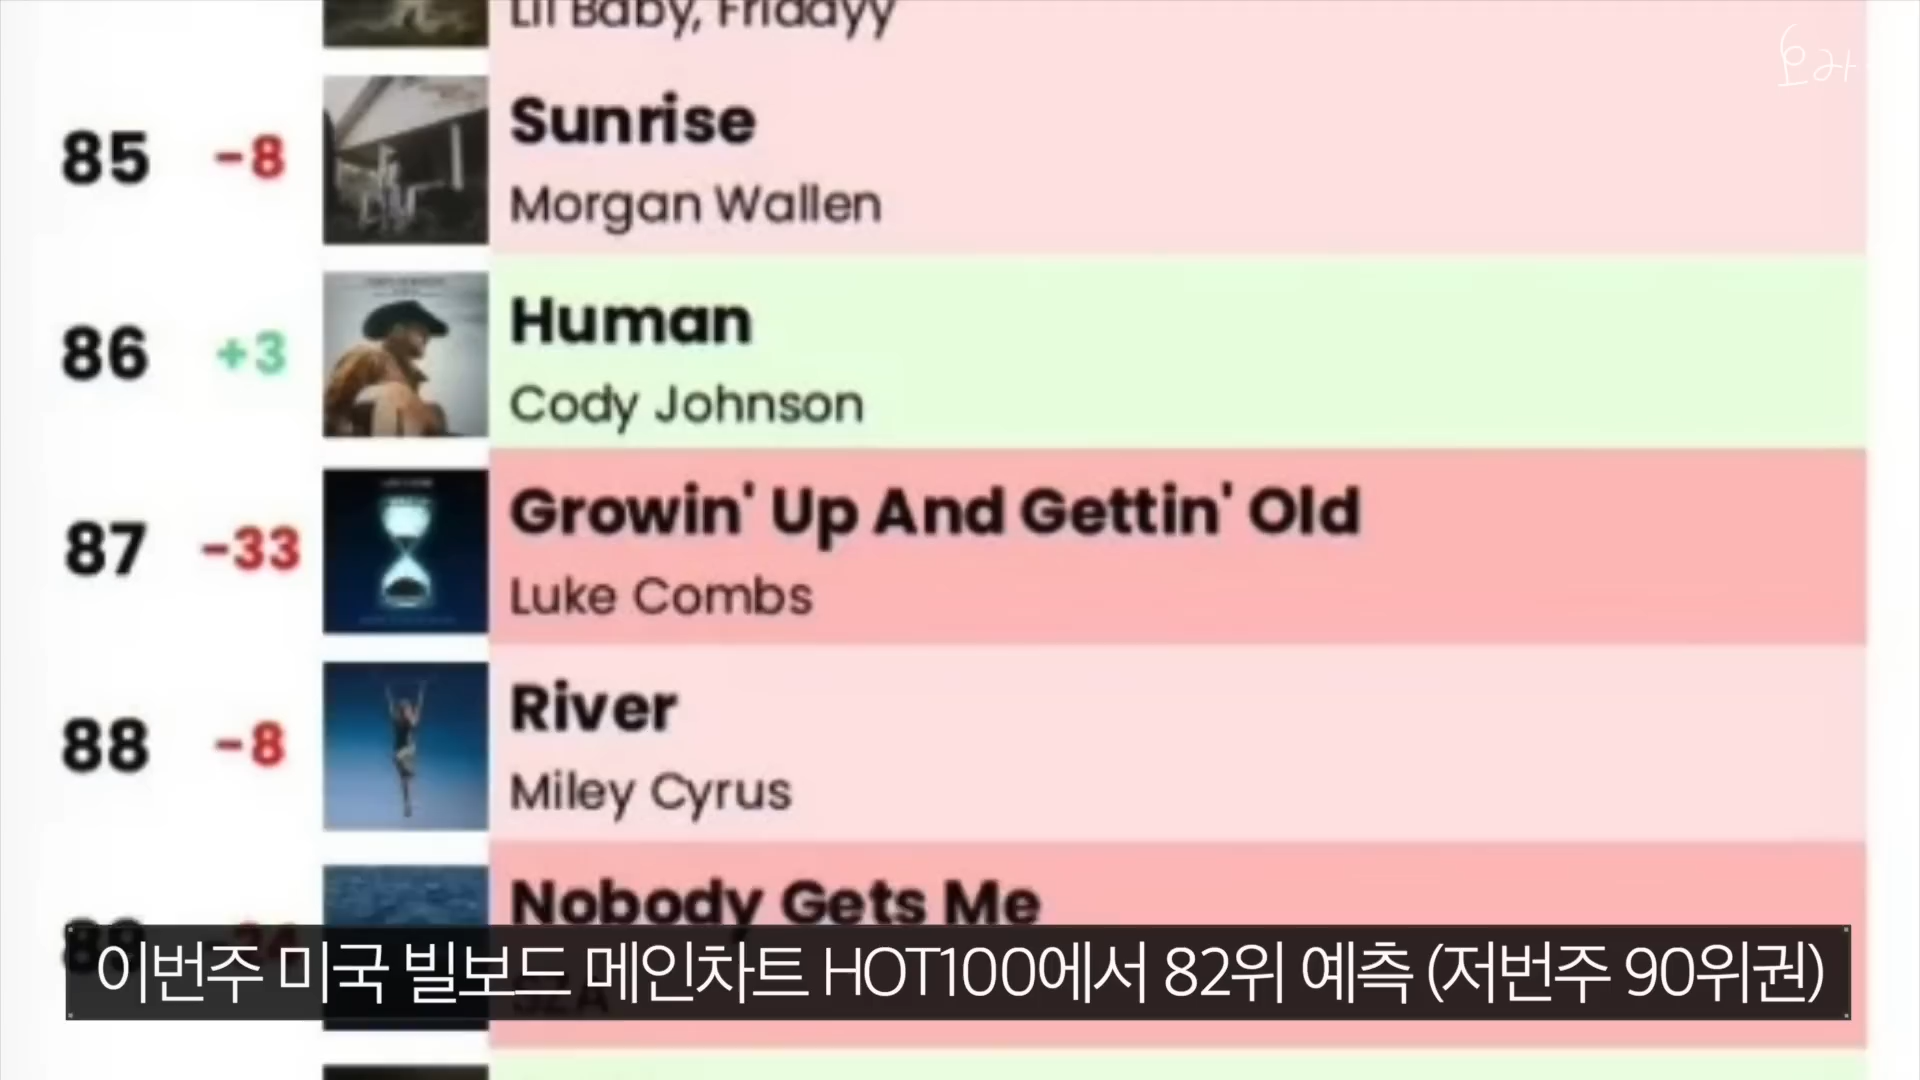 Lil Baby, Fridayy
85 -8 Sunrise
Morgan Wallen
86 +3 Human
Cody Johnson
87 -33 Growin' Up And Gettin' Old
Luke Combs
88 -8 River
Miley Cyrus
89 Nobody Gets Me
SZA
이번주 미국 빌보드 메인차트 HOT100에서 82위 예측 (저번주 90위권)